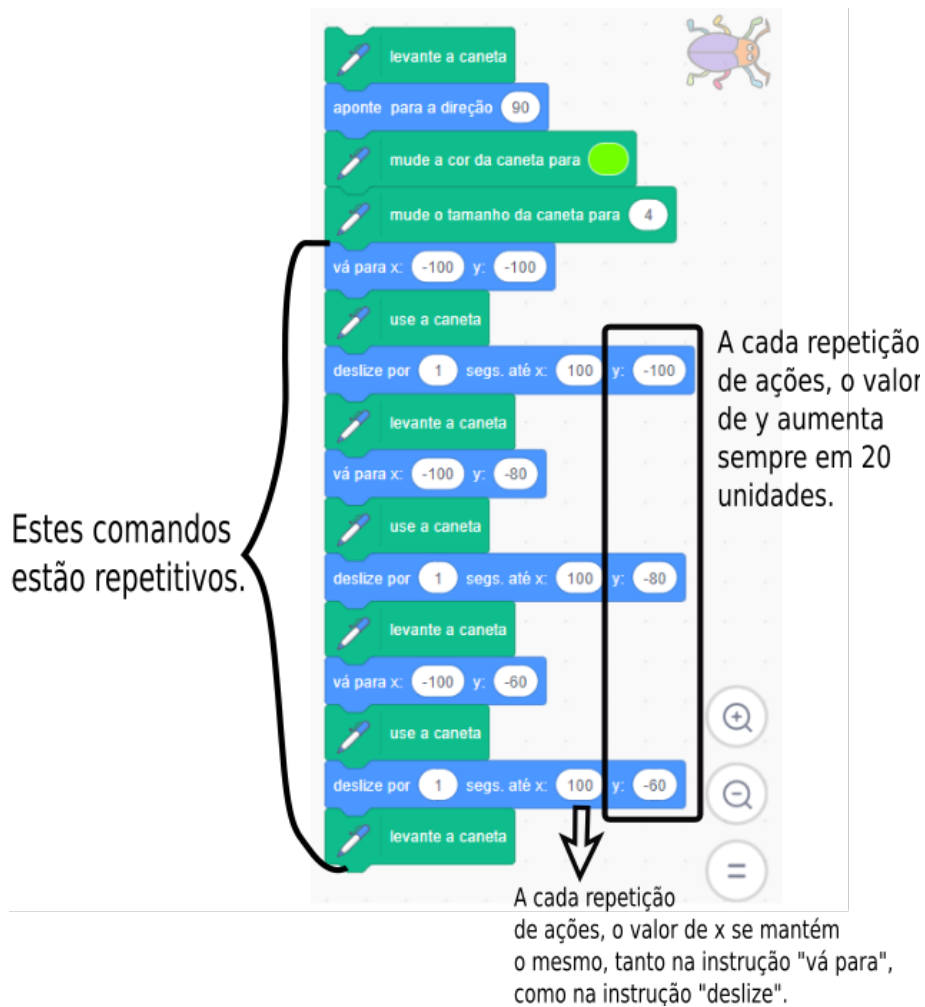 levante a caneta
aponte para a direção 90
mude a cor da caneta para
mude o tamanho da caneta para 4
vá para x: -100 y: -100
use a caneta
deslize por 1 segs. até x: 100 y: -100
levante a caneta
vá para x: -100 y: -80
use a caneta
deslize por 1 segs. até x: 100 y: -80
levante a caneta
vá para x: -100 y: -60
use a caneta
deslize por 1 segs. até x: 100 y: -60
levante a caneta
Estes comandos
estão repetitivos.
A cada repetição
de ações, o valor
de y aumenta
sempre em 20
unidades.
A cada repetição
de ações, o valor de x se mantém
o mesmo, tanto na instrução "vá para",
como na instrução "deslize".